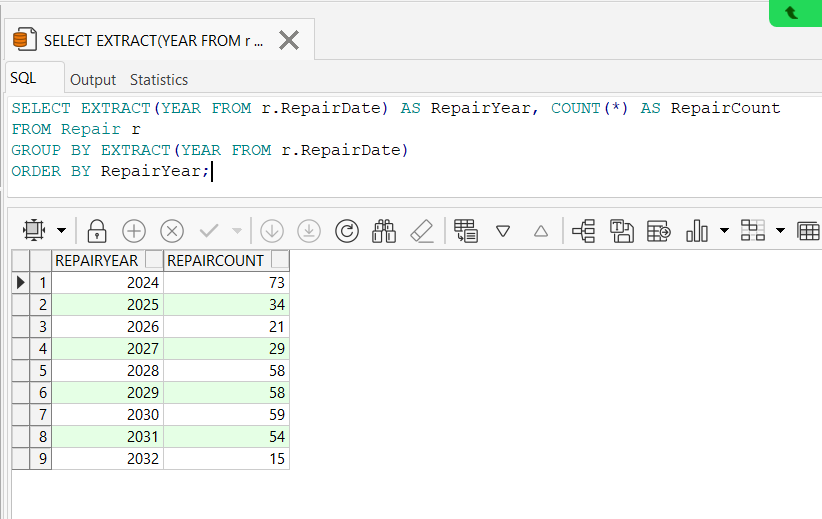 SELECT EXTRACT(YEAR FROM r ...
SQL Output Statistics
SELECT EXTRACT(YEAR FROM r.RepairDate) AS RepairYear, COUNT(*) AS RepairCount
FROM Repair r
GROUP BY EXTRACT(YEAR FROM r.RepairDate)
ORDER BY RepairYear;
REPAIRYEAR REPAIRCOUNT
1 2024 73
2 2025 34
3 2026 21
4 2027 29
5 2028 58
6 2029 58
7 2030 59
8 2031 54
9 2032 15